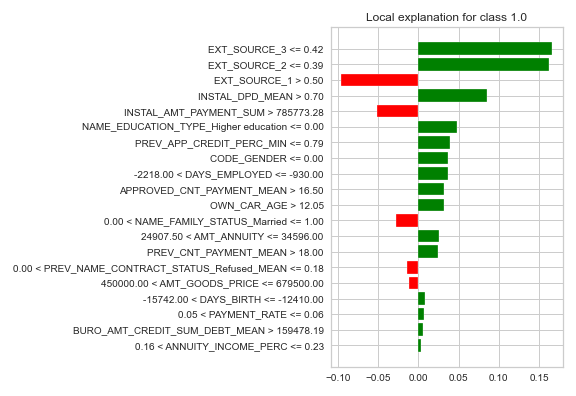 Local explanation for class 1.0
EXT_SOURCE_3 <= 0.42
EXT_SOURCE_2 <= 0.39
EXT_SOURCE_1 > 0.50
INSTAL_DPD_MEAN > 0.70
INSTAL_AMT_PAYMENT_SUM > 785773.28
NAME_EDUCATION_TYPE_Higher education <= 0.00
PREV_APP_CREDIT_PERC_MIN <= 0.79
CODE_GENDER <= 0.00
-2218.00 < DAYS_EMPLOYED <= -930.00
APPROVED_CNT_PAYMENT_MEAN > 16.50
OWN_CAR_AGE > 12.05
0.00 < NAME_FAMILY_STATUS_Married <= 1.00
24907.50 < AMT_ANNUITY <= 34596.00
PREV_CNT_PAYMENT_MEAN > 18.00
0.00 < PREV_NAME_CONTRACT_STATUS_Refused_MEAN <= 0.18
450000.00 < AMT_GOODS_PRICE <= 679500.00
-15742.00 < DAYS_BIRTH <= -12410.00
0.05 < PAYMENT_RATE <= 0.06
BURO_AMT_CREDIT_SUM_DEBT_MEAN > 159478.19
0.16 < ANNUITY_INCOME_PERC <= 0.23
−0.10 −0.05 0.00 0.05 0.10 0.15